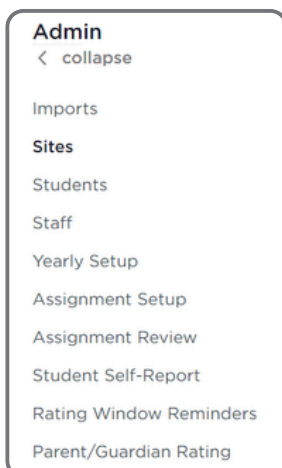 Admin
< collapse
Imports
Sites
Students
Staff
Yearly Setup
Assignment Setup
Assignment Review
Student Self-Report
Rating Window Reminders
Parent/Guardian Rating